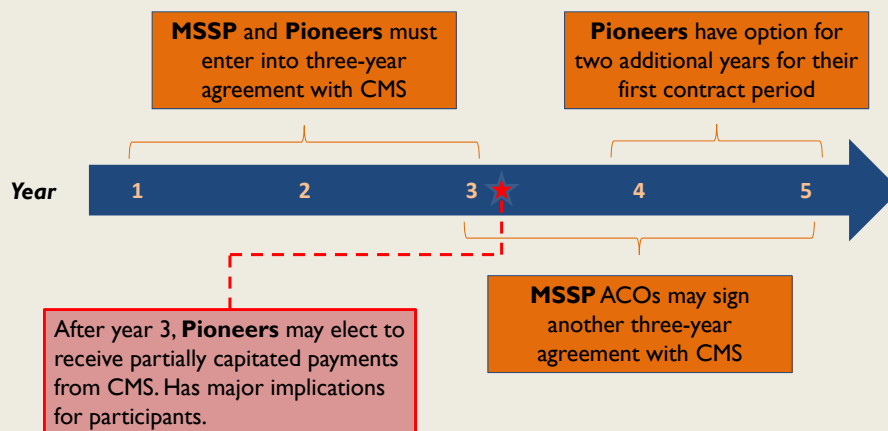 MSSP and Pioneers must
enter into three-year
agreement with CMS
Pioneers have option for
two additional years for their
first contract period
Year 1 2 3 4 5
MSSP ACOs may sign
another three-year
agreement with CMS
After year 3, Pioneers may elect to
receive partially capitated payments
from CMS. Has major implications
for participants.